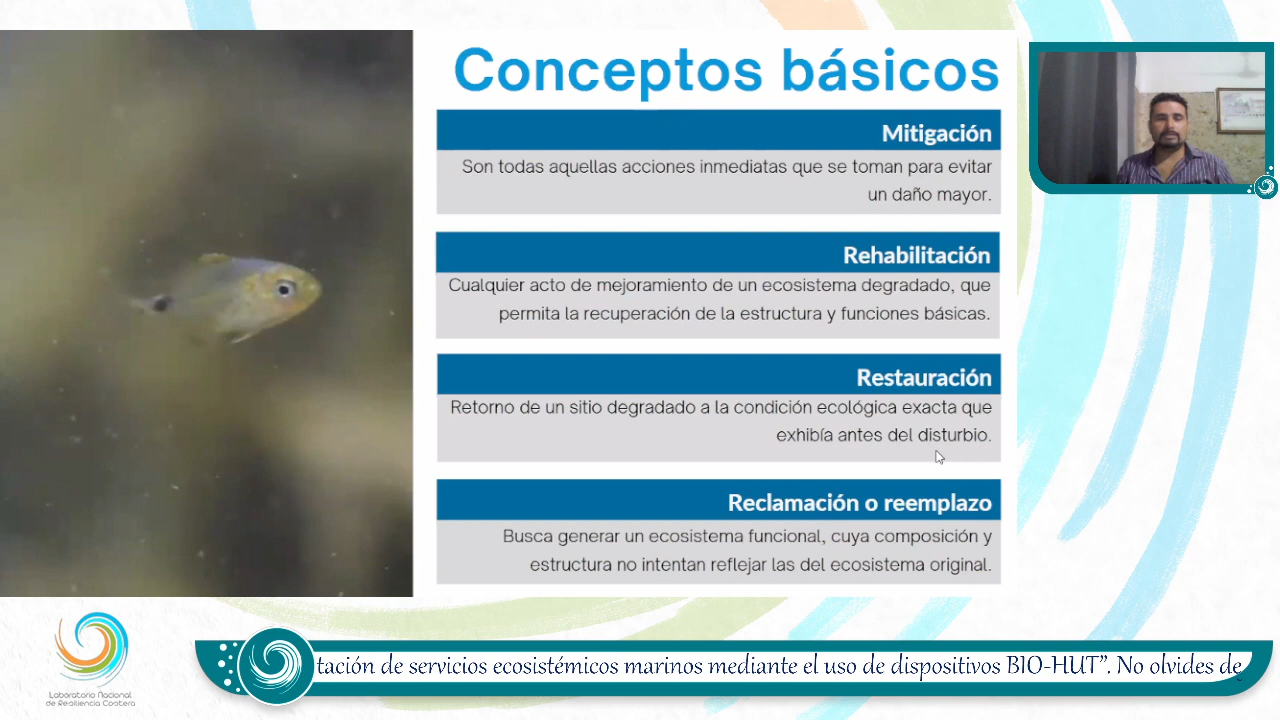 Conceptos básicos
Mitigación
Son todas aquellas acciones inmediatas que se toman para evitar
un daño mayor.
Rehabilitación
Cualquier acto de mejoramiento de un ecosistema degradado, que
permita la recuperación de la estructura y funciones básicas.
Restauración
Retorno de un sitio degradado a la condición ecológica exacta que
exhibía antes del disturbio.
Reclamación o reemplazo
Busca generar un ecosistema funcional, cuya composición y
estructura no intentan reflejar las del ecosistema original.
Laboratorio Nacional
de Resiliencia Costera
tación de servicios ecosistémicos marinos mediante el uso de dispositivos BIO-HUT”. No olvides de